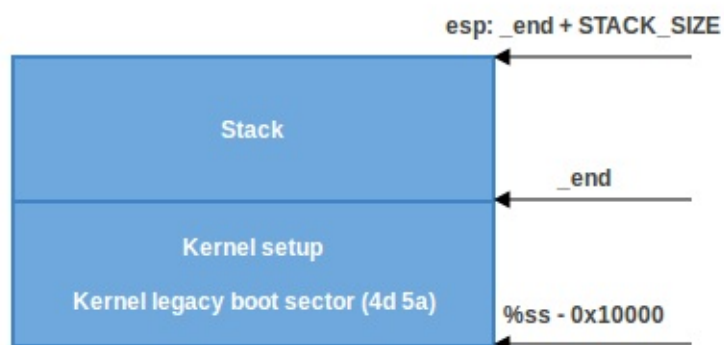 esp: _end + STACK_SIZE
Stack
_end
Kernel setup
Kernel legacy boot sector (4d 5a)
%ss - 0x10000